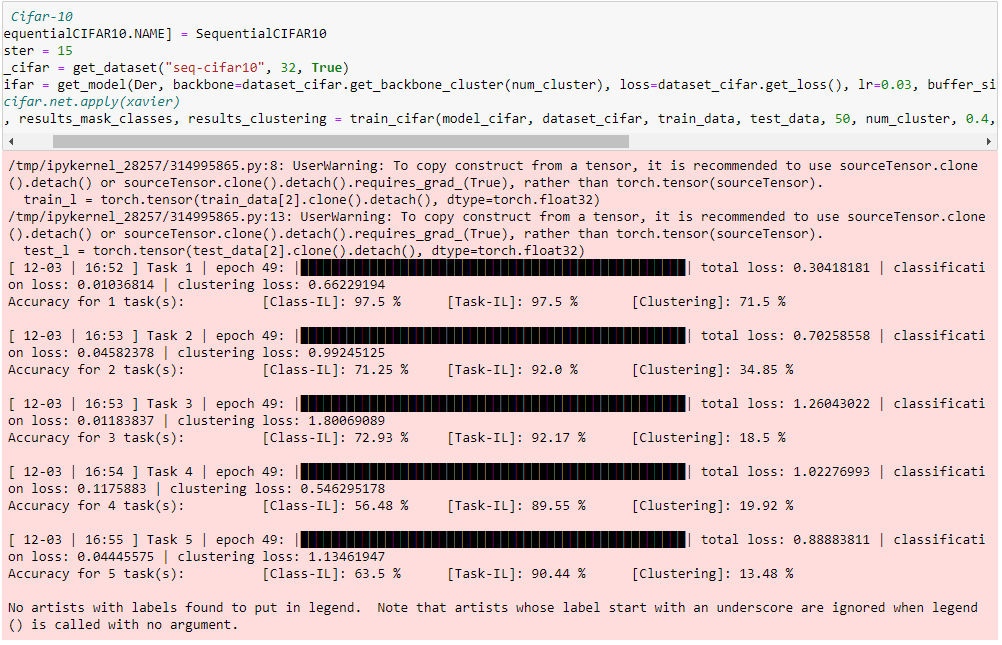 Cifar-10
equentialCIFAR10.NAME] = SequentialCIFAR10
ster = 15
_cifar = get_dataset("seq-cifar10", 32, True)
ifar = get_model(Der, backbone=dataset_cifar.get_backbone_cluster(num_cluster), loss=dataset_cifar.get_loss(), lr=0.03, buffer_si
cifar.net.apply(xavier)
, results_mask_classes, results_clustering = train_cifar(model_cifar, dataset_cifar, train_data, test_data, 50, num_cluster, 0.4,
/tmp/ipykernel_28257/314995865.py:8: UserWarning: To copy construct from a tensor, it is recommended to use sourceTensor.clone
().detach() or sourceTensor.clone().detach().requires_grad_(True), rather than torch.tensor(sourceTensor).
train_l = torch.tensor(train_data[2].clone().detach(), dtype=torch.float32)
/tmp/ipykernel_28257/314995865.py:13: UserWarning: To copy construct from a tensor, it is recommended to use sourceTensor.clone
().detach() or sourceTensor.clone().detach().requires_grad_(True), rather than torch.tensor(sourceTensor).
test_l = torch.tensor(test_data[2].clone().detach(), dtype=torch.float32)
[ 12-03 | 16:52 ] Task 1 | epoch 49: | | total loss: 0.30418181 | classificati
on loss: 0.01036814 | clustering loss: 0.66229194
Accuracy for 1 task(s): [Class-IL]: 97.5 % [Task-IL]: 97.5 % [Clustering]: 71.5 %
[ 12-03 | 16:53 ] Task 2 | epoch 49: | | total loss: 0.70258558 | classificati
on loss: 0.04582378 | clustering loss: 0.99245125
Accuracy for 2 task(s): [Class-IL]: 71.25 % [Task-IL]: 92.0 % [Clustering]: 34.85 %
[ 12-03 | 16:53 ] Task 3 | epoch 49: | | total loss: 1.26043022 | classificati
on loss: 0.01183837 | clustering loss: 1.80069089
Accuracy for 3 task(s): [Class-IL]: 72.93 % [Task-IL]: 92.17 % [Clustering]: 18.5 %
[ 12-03 | 16:54 ] Task 4 | epoch 49: | | total loss: 1.02276993 | classificati
on loss: 0.1175883 | clustering loss: 0.546295178
Accuracy for 4 task(s): [Class-IL]: 56.48 % [Task-IL]: 89.55 % [Clustering]: 19.92 %
[ 12-03 | 16:55 ] Task 5 | epoch 49: | | total loss: 0.88883811 | classificati
on loss: 0.04445575 | clustering loss: 1.13461947
Accuracy for 5 task(s): [Class-IL]: 63.5 % [Task-IL]: 90.44 % [Clustering]: 13.48 %
No artists with labels found to put in legend. Note that artists whose label start with an underscore are ignored when legend
() is called with no argument.